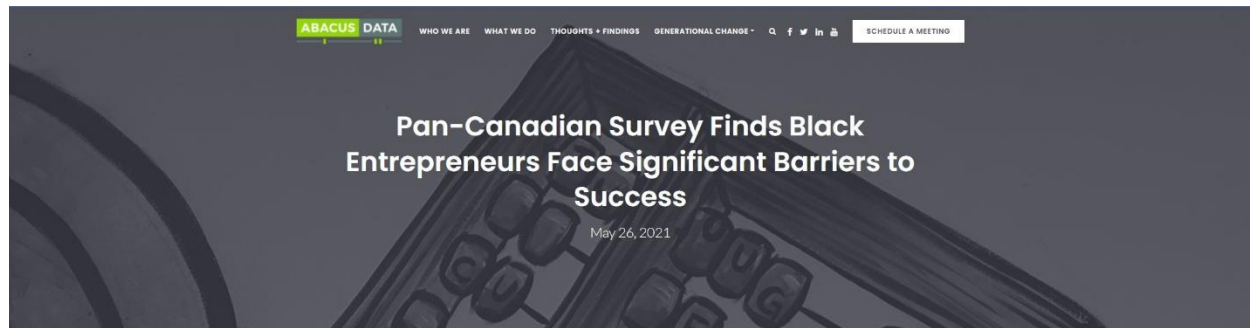 ABACUS DATA WHO WE ARE WHAT WE DO THOUGHTS + FINDINGS GENERATIONAL CHANGE SCHEDULE A MEETING
Pan-Canadian Survey Finds Black
Entrepreneurs Face Significant Barriers to
Success
May 26, 2021